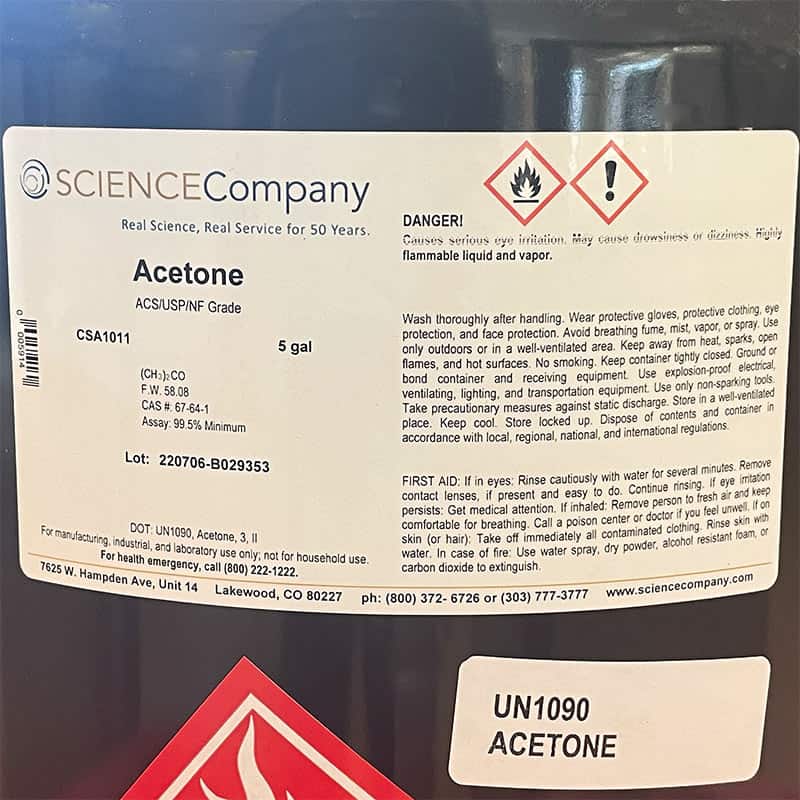 SCIENCECompany
Real Science, Real Service for 50 Years.
Acetone
ACS/USP/NF Grade
CSA1011
5 gal
0 005914
(CH₃)₂CO
F.W. 58.08
CAS #: 67-64-1
Assay: 99.5% Minimum
Lot: 220706-B029353
DOT: UN1090, Acetone, 3, II
For manufacturing, industrial, and laboratory use only; not for household use.
For health emergency, call (800) 222-1222.
DANGER!
Causes serious eye irritation. May cause drowsiness or dizziness. Highly
flammable liquid and vapor.
Wash thoroughly after handling. Wear protective gloves, protective clothing, eye
protection, and face protection. Avoid breathing fume, mist, vapor, or spray. Use
only outdoors or in a well-ventilated area. Keep away from heat, sparks, open
flames, and hot surfaces. No smoking. Keep container tightly closed. Ground or
bond container and receiving equipment. Use explosion-proof electrical,
ventilating, lighting, and transportation equipment. Use only non-sparking tools.
Take precautionary measures against static discharge. Store in a well-ventilated
place. Keep cool. Store locked up. Dispose of contents and container in
accordance with local, regional, national, and international regulations.
FIRST AID: If in eyes: Rinse cautiously with water for several minutes. Remove
contact lenses, if present and easy to do. Continue rinsing. If eye irritation
persists: Get medical attention. If inhaled: Remove person to fresh air and keep
comfortable for breathing. Call a poison center or doctor if you feel unwell. If on
skin (or hair): Take off immediately all contaminated clothing. Rinse skin with
water. In case of fire: Use water spray, dry powder, alcohol resistant foam, or
carbon dioxide to extinguish.
7625 W. Hampden Ave, Unit 14 Lakewood, CO 80227 ph: (800) 372- 6726 or (303) 777-3777 www.sciencecompany.com
UN1090
ACETONE